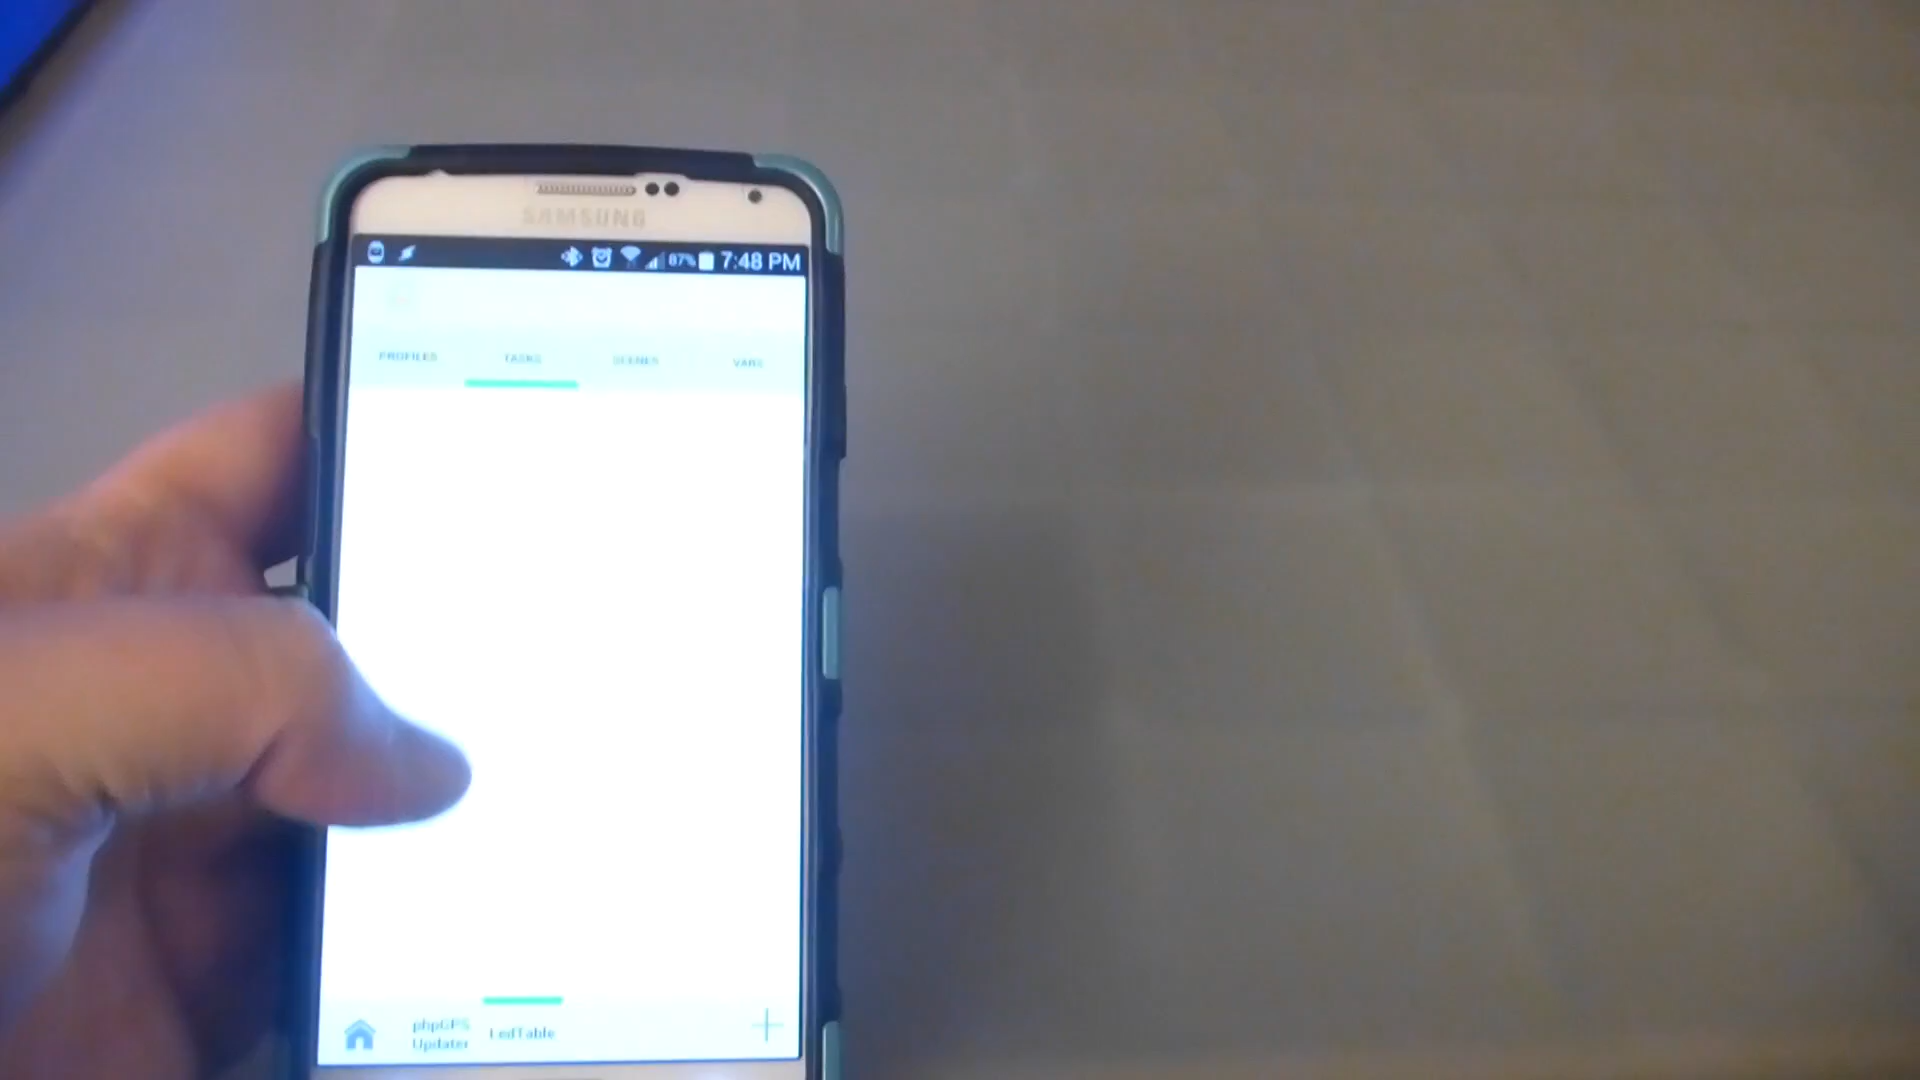 SAMSUNG
87% 7:48 PM
PROFILES TASKS SCENES VARS
phpGPS
Updater
LedTable